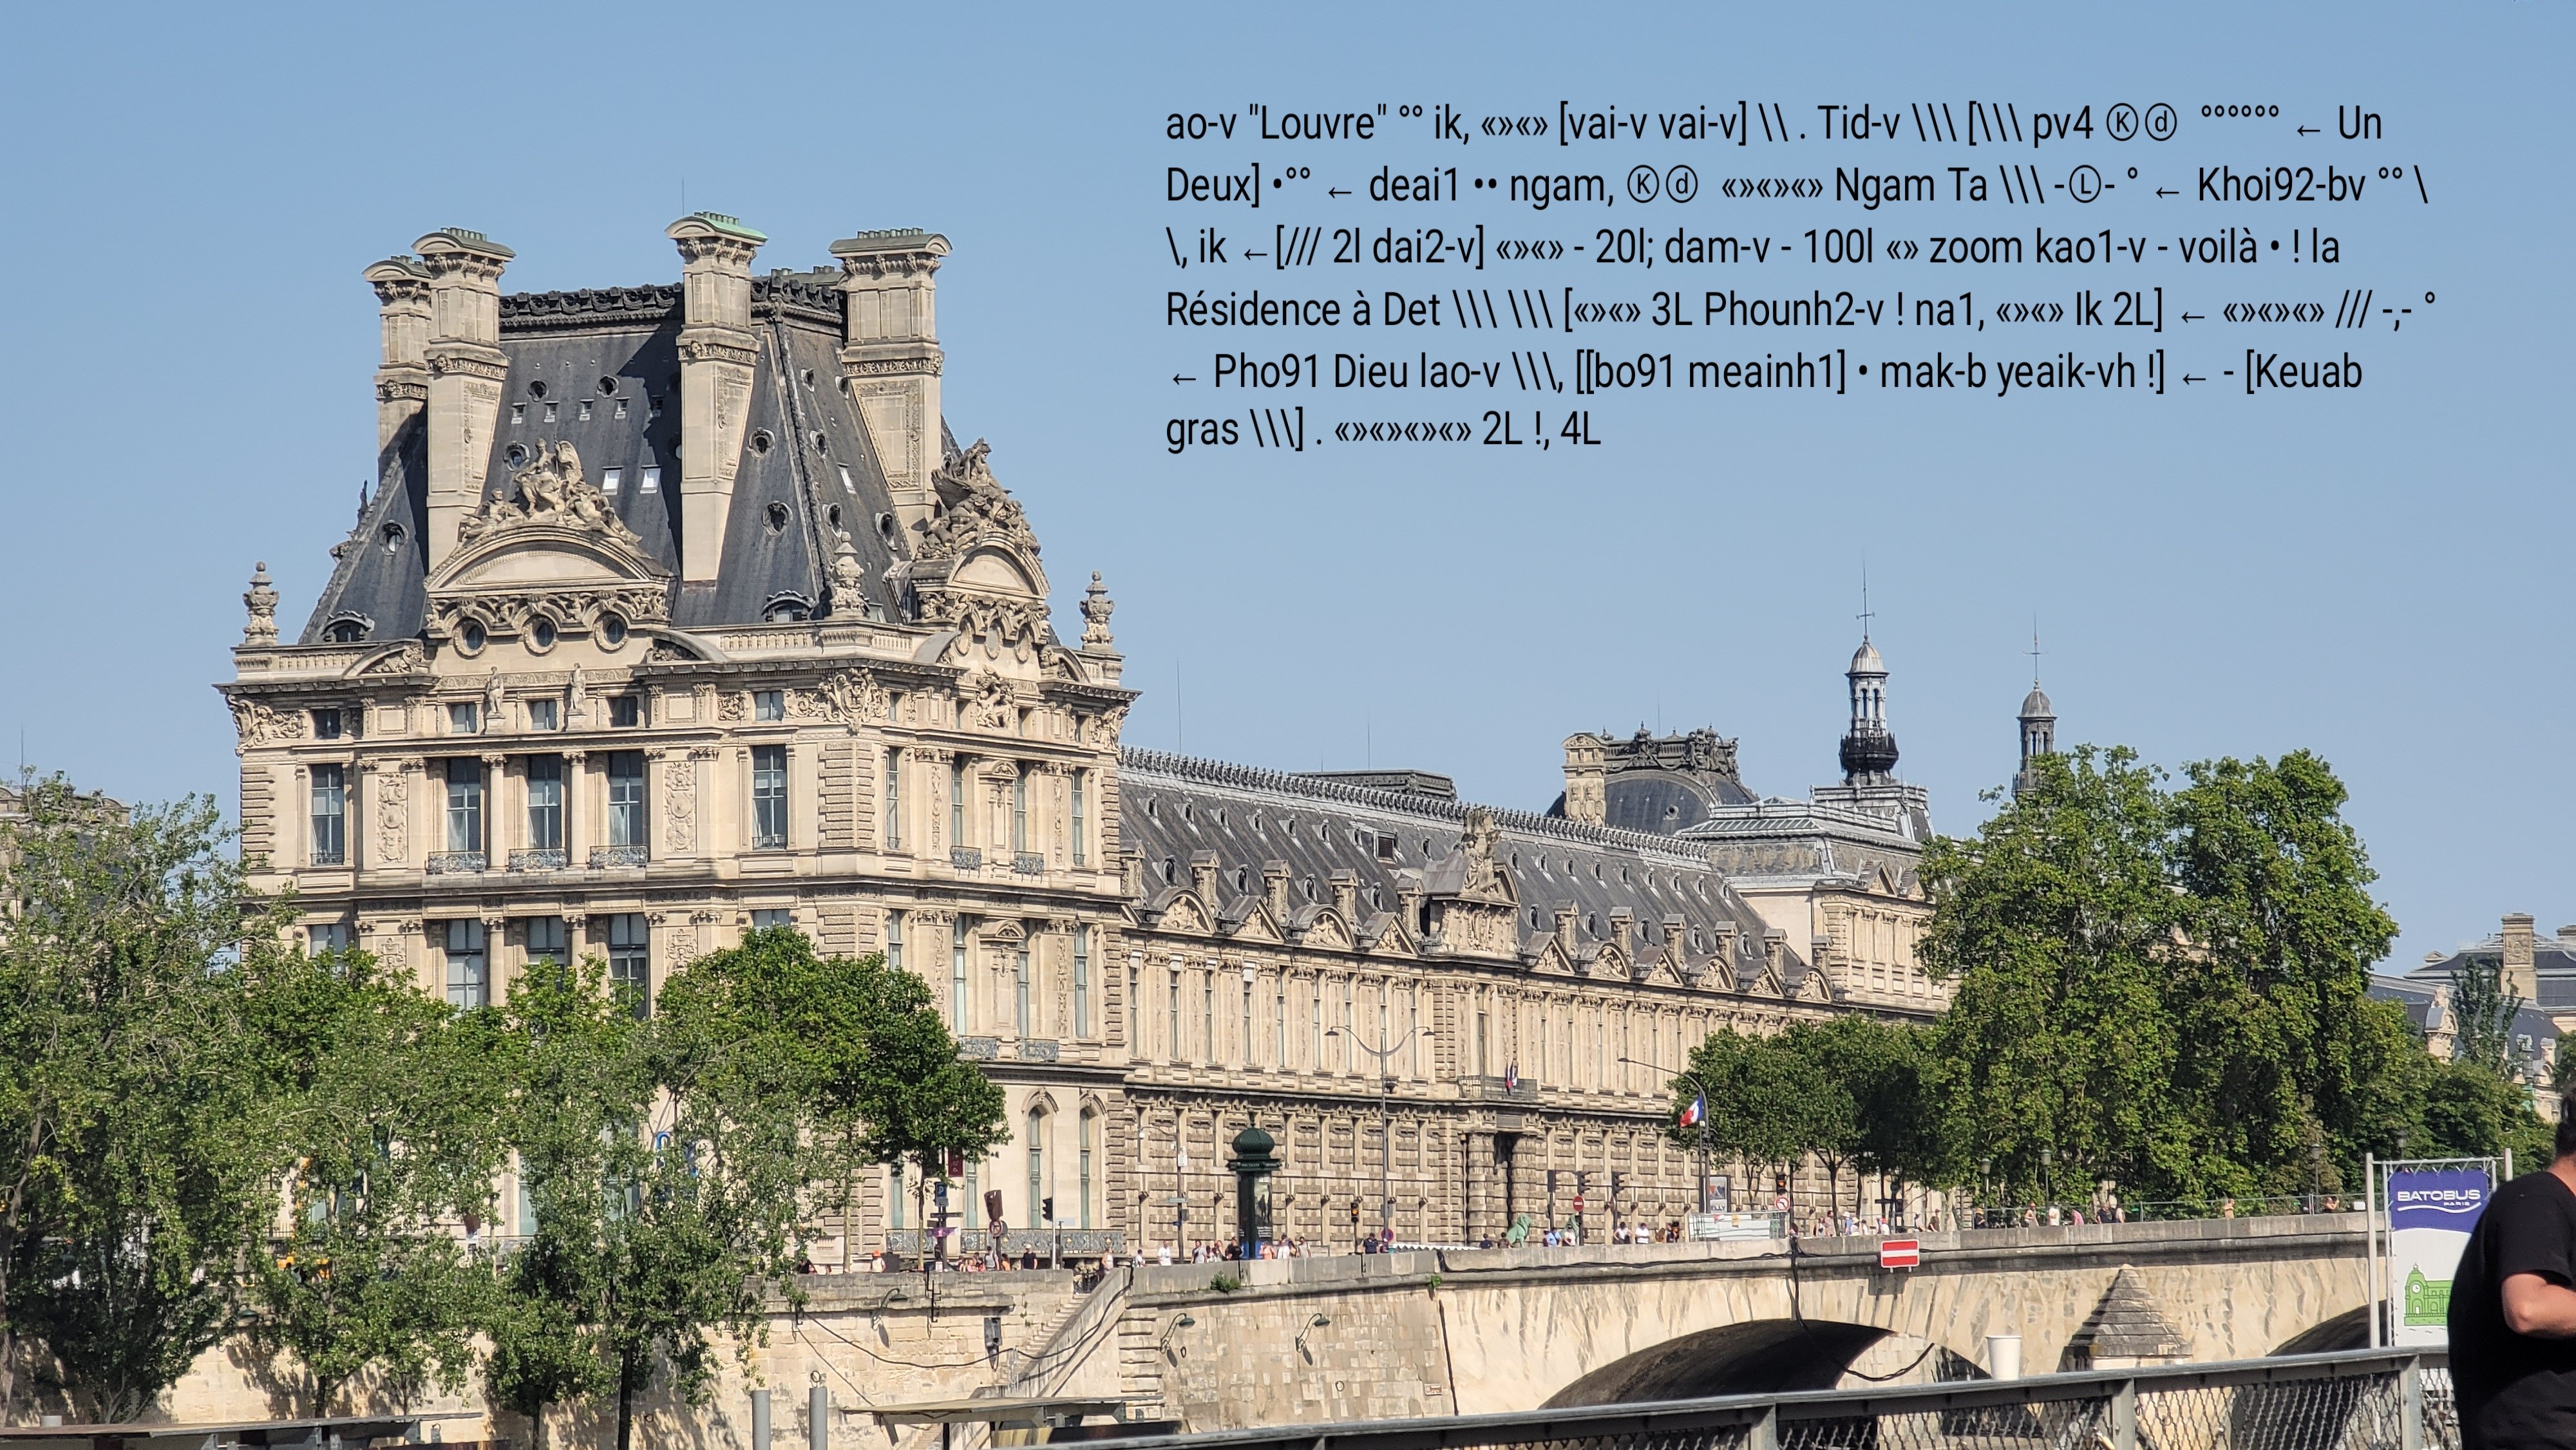 ao-v "Louvre" °° ik, «»«» [vai-v vai-v] \\ . Tid-v \\\ [\\\ pv4 Ⓚⓓ °°°°°° ← Un
Deux] •°° ← deai1 •• ngam, Ⓚⓓ «»«»«» Ngam Ta \\\ -Ⓛ- ° ← Khoi92-bv °° \
\, ik ←[/// 2l dai2-v] «»«» - 20l; dam-v - 100l «» zoom kao1-v - voilà • ! la
Résidence à Det \\\ \\\ [«»«» 3L Phounh2-v ! na1, «»«» Ik 2L] ← «»«»«» /// -,- °
← Pho91 Dieu lao-v \\\, [[bo91 meainh1] • mak-b yeaik-vh !] ← - [Keuab
gras \\\] . «»«»«»«» 2L !, 4L
BATOBUS
PARIS